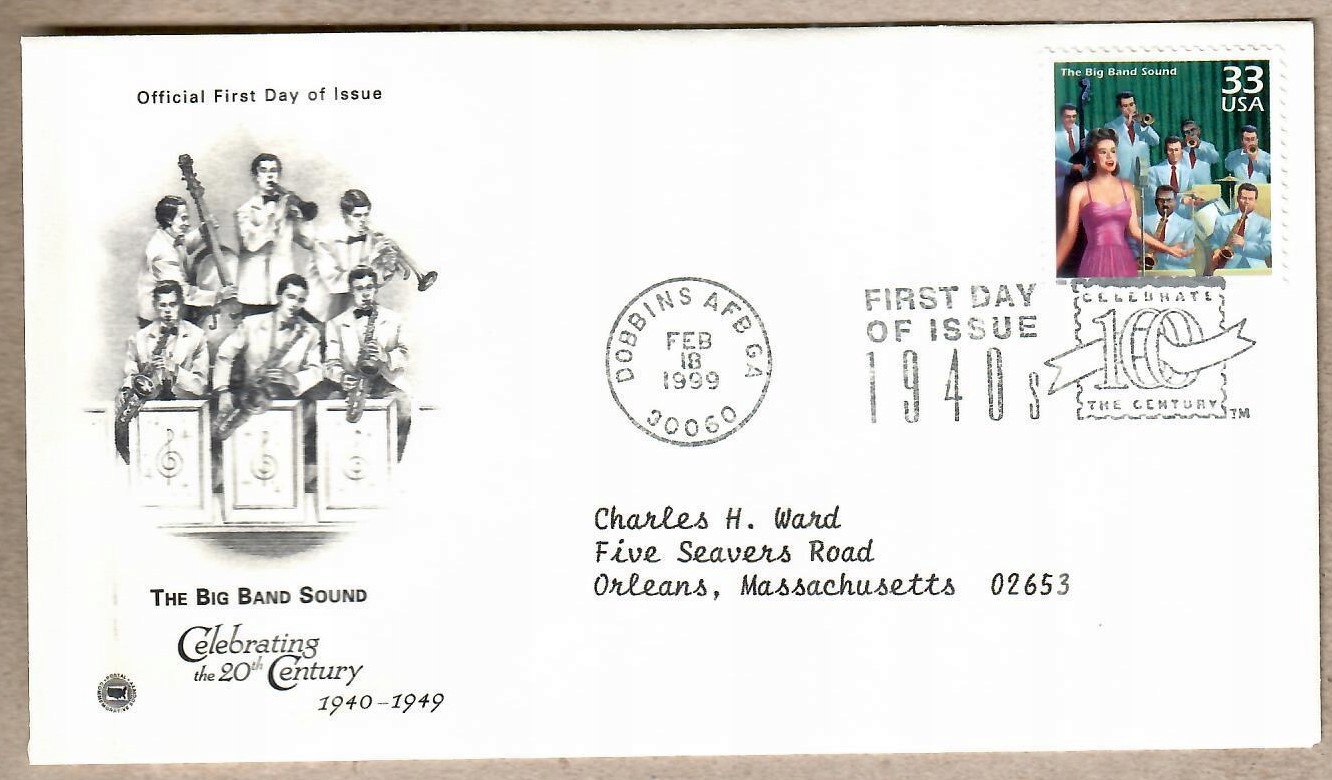 Official First Day of Issue
The Big Band Sound
33
USA
DOBBINS AFB GA
FEB
18
1999
30060
FIRST DAY
OF ISSUE
1940s
CELEBRATE
100
THE CENTURY
TM
Charles H. Ward
Five Seavers Road
Orleans, Massachusetts 02653
THE BIG BAND SOUND
Celebrating
the 20th Century
1940-1949
POSTAL